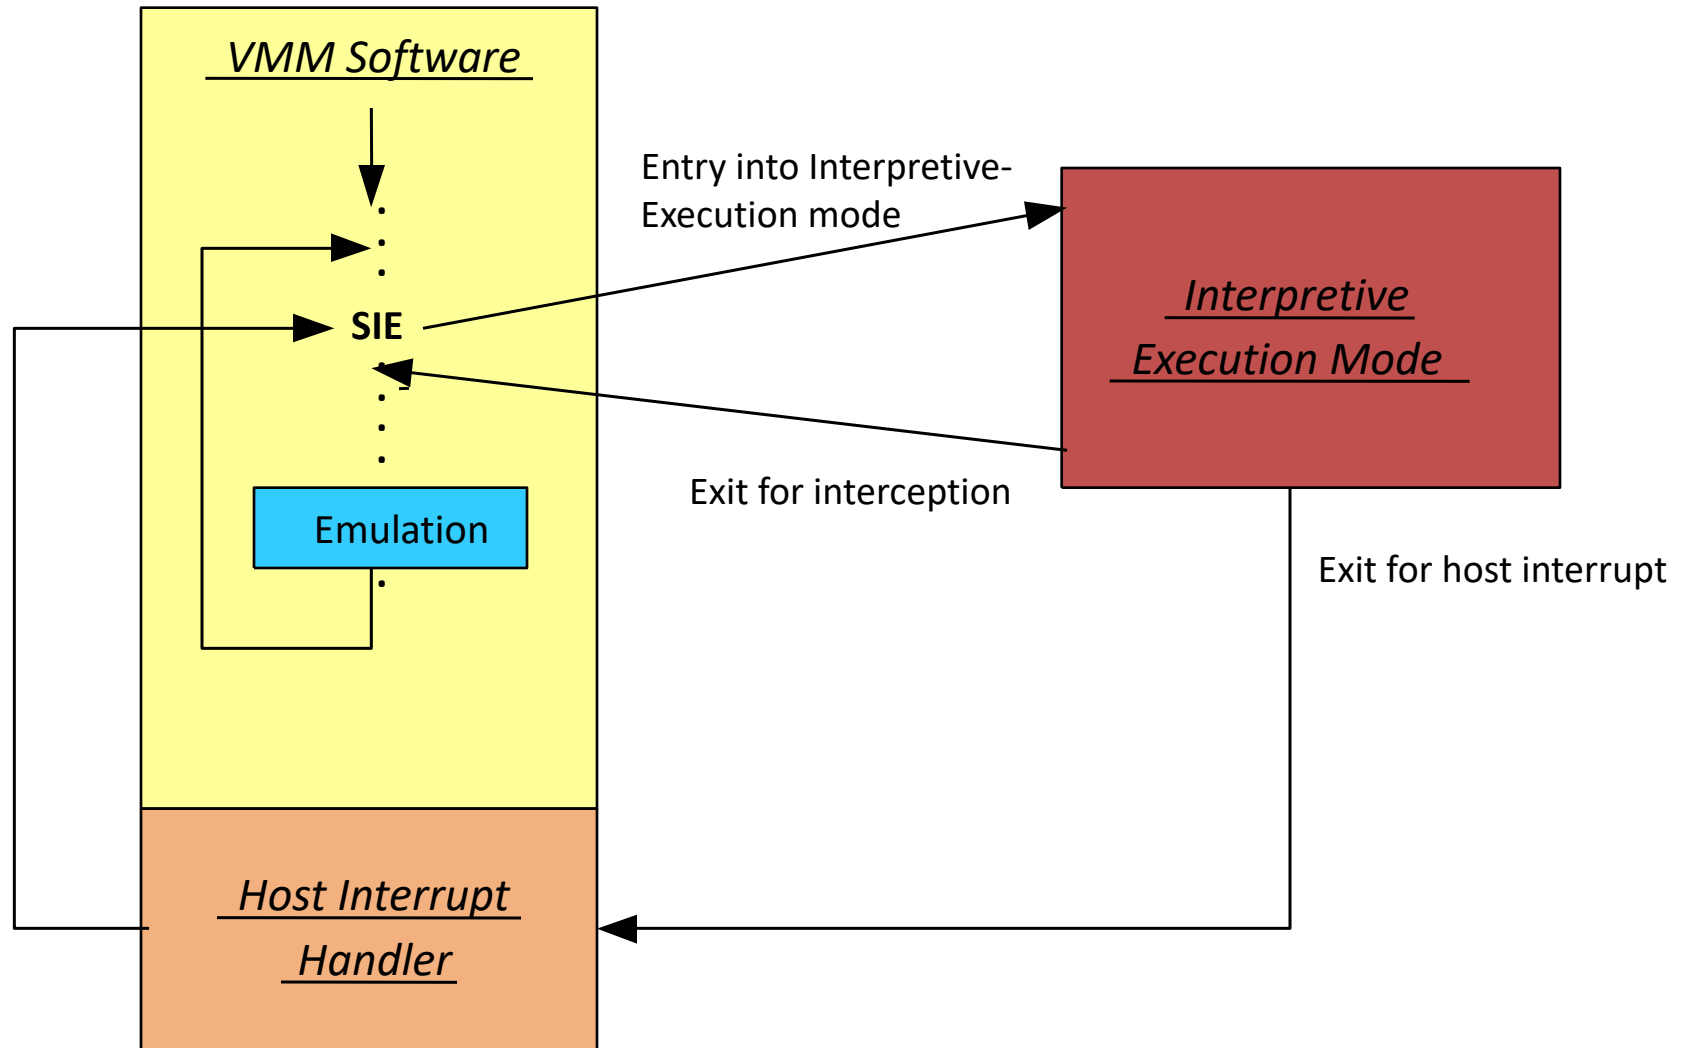 VMM Software
Entry into Interpretive-
Execution mode
SIE
Interpretive
Execution Mode
Exit for interception
Emulation
Exit for host interrupt
Host Interrupt
Handler